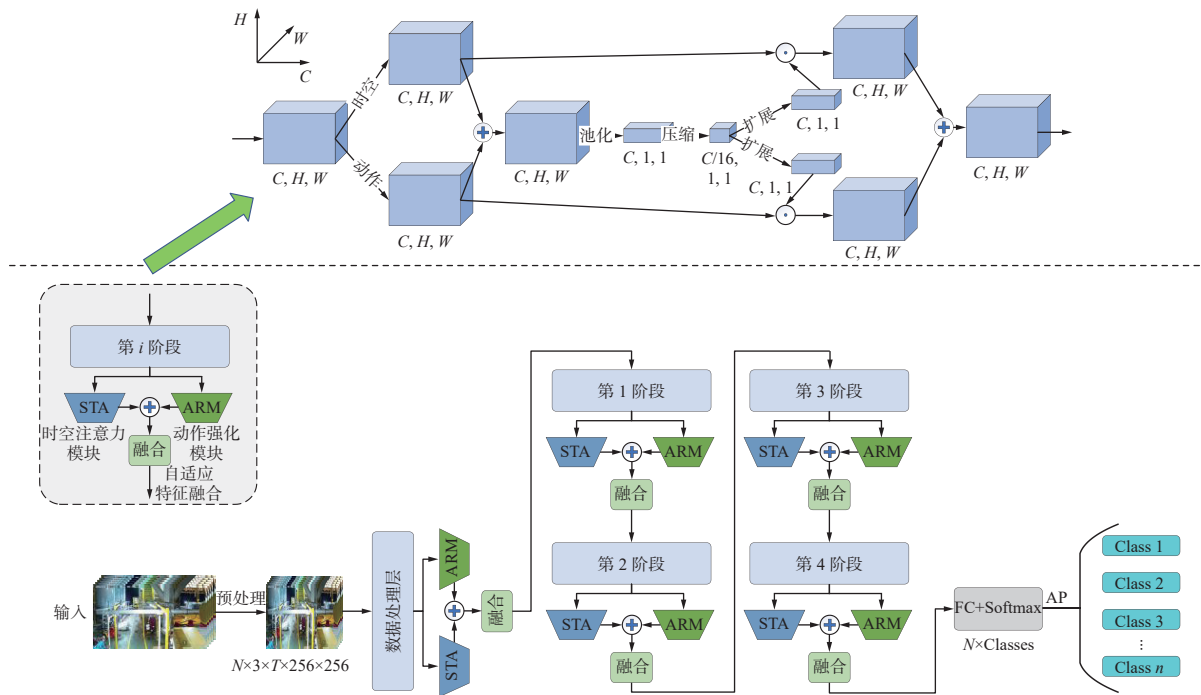 H
W
C
C, H, W
时空
动作
C, H, W
C, H, W
C, H, W
池化
C, 1, 1
压缩
C/16,
1, 1
扩展
扩展
C, 1, 1
C, 1, 1
C, H, W
C, H, W
C, H, W
第 i 阶段
STA
ARM
时空注意力
模块
动作强化
模块
融合
自适应
特征融合
输入
预处理
N×3×T×256×256
数据处理层
ARM
STA
融合
第 1 阶段
STA
ARM
融合
第 2 阶段
STA
ARM
融合
第 3 阶段
STA
ARM
融合
第 4 阶段
STA
ARM
融合
FC+Softmax
N×Classes
AP
Class 1
Class 2
Class 3
⋮
Class n